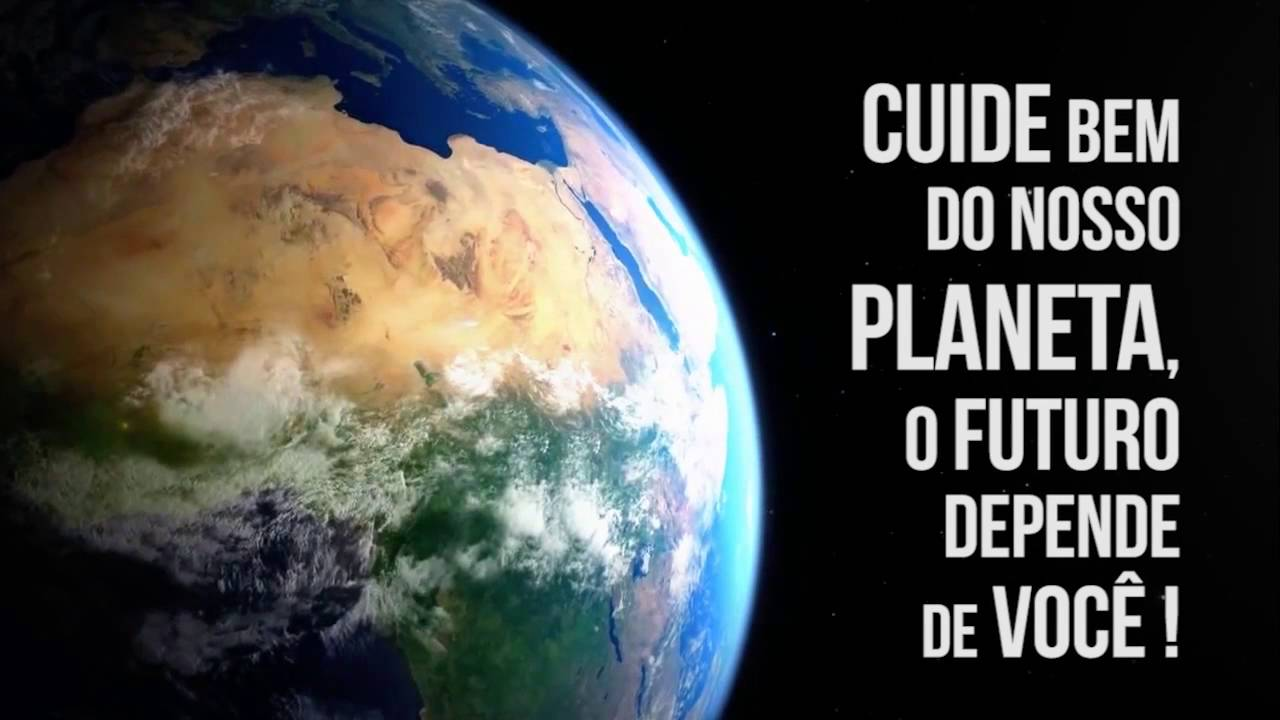 CUIDE BEM
DO NOSSO
PLANETA,
O FUTURO
DEPENDE
DE VOCÊ !